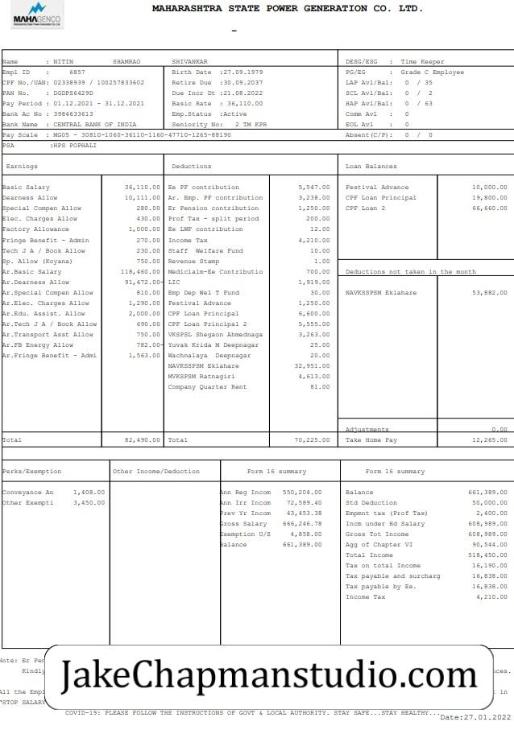 MAHAGENCO
MAHARASHTRA STATE POWER GENERATION CO. LTD.
Name : NITIN SHAMRAO SHIVANKAR
Empl ID : 6857
CPF No./UAN: 02338939 / 100257833602
PAN No. : DGDPS6429D
Pay Period : 01.12.2021 - 31.12.2021
Bank Ac No : 3986633613
Bank Name : CENTRAL BANK OF INDIA
Birth Date :27.09.1979
Retire Due :30.09.2037
Due Incr Dt :21.08.2022
Basic Rate : 36,110.00
Emp.Status :Active
Seniority No: 2 TM KPH
DESG/ESG : Time Keeper
PG/EG : Grade C Employee
LAP Avl/Bal: 0 / 35
SCL Avl/Bal: 0 / 2
HAP Avl/Bal: 0 / 63
Comm Avl : 0
EOL Avl : 0
Pay Scale : MG05 - 30810-1060-36110-1160-47710-1265-88190
Absent(C/P): 0 / 0
PSA :HPS POPHALI
Earnings
Basic Salary 36,110.00
Dearness Allow 10,111.00
Special Compen Allow 280.00
Elec. Charges Allow 430.00
Factory Allowance 1,000.00
Fringe Benefit - Admin 270.00
Tech J A / Book Allow 230.00
Sp. Allow (Koyana) 750.00
Ar.Basic Salary 118,460.00
Ar.Dearness Allow 91,472.00-
Ar.Special Compen Allow 810.00
Ar.Elec. Charges Allow 1,290.00
Ar.Edu. Assist. Allow 2,000.00
Ar.Tech J A / Book Allow 690.00
Ar.Transport Asst Allow 750.00
Ar.FB Energy Allow 782.00-
Ar.Fringe Benefit - Admi 1,563.00
Total 82,490.00
Deductions
Ee PF contribution 5,547.00
Ar. Emp. PF contribution 3,238.00
Er Pension contribution 1,250.00
Prof Tax - split period 200.00
Ee LWF contribution 12.00
Income Tax 4,210.00
Staff Welfare Fund 10.00
Revenue Stamp 1.00
Mediclaim-Ee Contributio 700.00
LIC 1,919.00
Emp Dep Wel T Fund 30.00
Festival Advance 1,250.00
CPF Loan Principal 6,600.00
CPF Loan Principal 2 5,555.00
VKSPSL Shegaon Ahmednaga 3,263.00
Yuvak Krida M Deepnagar 25.00
Wachnalaya Deepnagar 20.00
NAVKSSPSM Eklahare 32,951.00
MVKSPSM Ratnagiri 4,613.00
Company Quarter Rent 81.00
Total 70,225.00
Loan Balances
Festival Advance 10,000.00
CPF Loan Principal 19,800.00
CPF Loan 2 66,660.00
Deductions not taken in the month
NAVKSSPSM Eklahare 53,882.00
Adjustments 0.00
Take Home Pay 12,265.00
Perks/Exemption
Conveyance An 1,408.00
Other Exempti 3,450.00
Other Income/Deduction
Form 16 summary
Ann Reg Incom 550,204.00
Ann Irr Incom 72,589.40
Prev Yr Incom 43,453.38
Gross Salary 666,246.78
Exemption U/S 4,858.00
Balance 661,389.00
Form 16 summary
Balance 661,389.00
Std Deduction 50,000.00
Empmnt tax (Prof Tax) 2,400.00
Incm under Hd Salary 608,989.00
Gross Tot Income 608,989.00
Agg of Chapter VI 90,544.00
Total Income 518,450.00
Tax on total Income 16,190.00
Tax payable and surcharg 16,838.00
Tax payable by Ee. 16,838.00
Income Tax 4,210.00
Note: Er Pen
Kindly
ces.
All the Empl
in
"STOP SALARY
JakeChapmanstudio.com
COVID-19: PLEASE FOLLOW THE INSTRUCTIONS OF GOVT & LOCAL AUTHORITY. STAY SAFE...STAY HEALTHY...
Date:27.01.2022